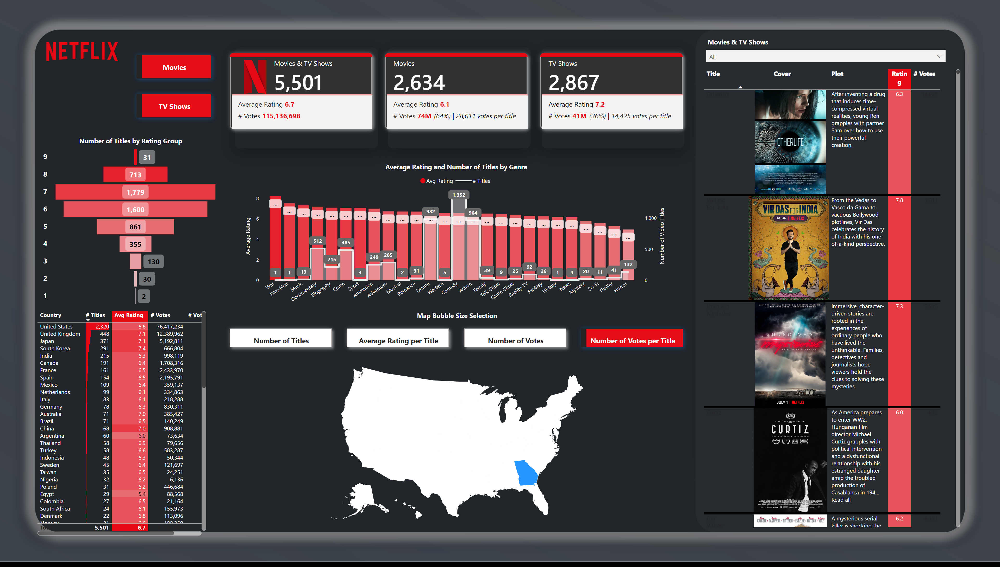 NETFLIX
Movies
TV Shows
Movies & TV Shows
5,501
Average Rating 6.7
# Votes 115,136,698
Movies
2,634
Average Rating 6.1
# Votes 74M (64%) | 28,011 votes per title
TV Shows
2,867
Average Rating 7.2
# Votes 41M (36%) | 14,425 votes per title
Number of Titles by Rating Group
9 31
8 713
7 1,779
6 1,600
5 861
4 355
3 130
2 30
1 2
Average Rating and Number of Titles by Genre
Avg Rating # Titles
Average Rating
8
6
4
2
0
... ... ... ... ... ... ... ... ... ... ... ... ... ... ... ... ... ... ... ... ... ... ... ... ... ...
1 1 13 512 215 485 4 249 285 2 31 982 5 1,352 964 39 9 25 92 26 1 4 20 11 41 132
1,000
500
0
Number of Video Titles
War Film-Noir Music Documentary Biography Crime Sport Animation Adventure Musical Romance Drama Western Comedy Action Family Talk-Show Game-Show Reality-TV Fantasy History News Mystery Sci-Fi Thriller Horror
Country # Titles Avg Rating # Votes # Vot
United States 2,320 6.6 76,417,234
United Kingdom 448 7.1 12,389,962
Japan 371 7.1 5,192,811
South Korea 291 7.4 666,804
India 215 6.3 998,119
Canada 191 6.4 1,708,316
France 161 6.5 2,433,970
Spain 154 6.5 2,195,791
Mexico 109 6.4 359,137
Netherlands 99 6.1 334,863
Italy 83 6.1 218,288
Germany 78 6.3 830,311
Australia 71 7.0 385,427
Brazil 71 6.5 140,249
China 68 7.0 908,881
Argentina 60 6.0 73,634
Thailand 58 6.9 79,656
Turkey 58 6.6 583,287
Indonesia 48 6.3 50,344
Sweden 45 6.4 121,697
Taiwan 35 6.5 24,251
Nigeria 32 6.2 6,136
Poland 31 6.2 446,684
Egypt 29 5.4 88,568
Colombia 27 6.5 21,164
South Africa 24 6.1 155,973
Denmark 22 6.8 113,096
Norway 21 6.6 188,259
5,501 6.7
Map Bubble Size Selection
Number of Titles
Average Rating per Title
Number of Votes
Number of Votes per Title
Movies & TV Shows
All
Title Cover Plot Ratin # Votes
g
OTHERLIFE
After inventing a drug
that induces time-
compressed virtual
realities, young Ren
grapples with partner
Sam over how to use
their powerful
creation.
6.3
VIR DAS FOR INDIA
26 JAN | NETFLIX
From the Vedas to
Vasco da Gama to
vacuous Bollywood
plotlines, Vir Das
celebrates the history
of India with his one-
of-a-kind perspective.
7.8
FROM THE ORIGINAL CREATORS OF UNSOLVED MYSTERIES
AND THE PRODUCERS OF STRANGER THINGS
UNSOLVED
mysteries
HELP SOLVE A MYSTERY
JULY 1 | NETFLIX
Immersive, character-
driven stories are
rooted in the
experiences of
ordinary people who
have lived the
unthinkable. Families,
detectives and
journalists hope
viewers hold the
clues to solving these
mysteries.
7.3
CURTIZ
As America prepares
to enter WW2,
Hungarian film
director Michael
Curtiz grapples with
political intervention
and a dysfunctional
relationship with his
estranged daughter
amid the troubled
production of
Casablanca in 194...
Read all
6.0
KALKOFE • PASTEWKA • DITTRICH • ENGELKE • FRITSCH • VOLZ
A mysterious serial
killer is shocking the
6.2